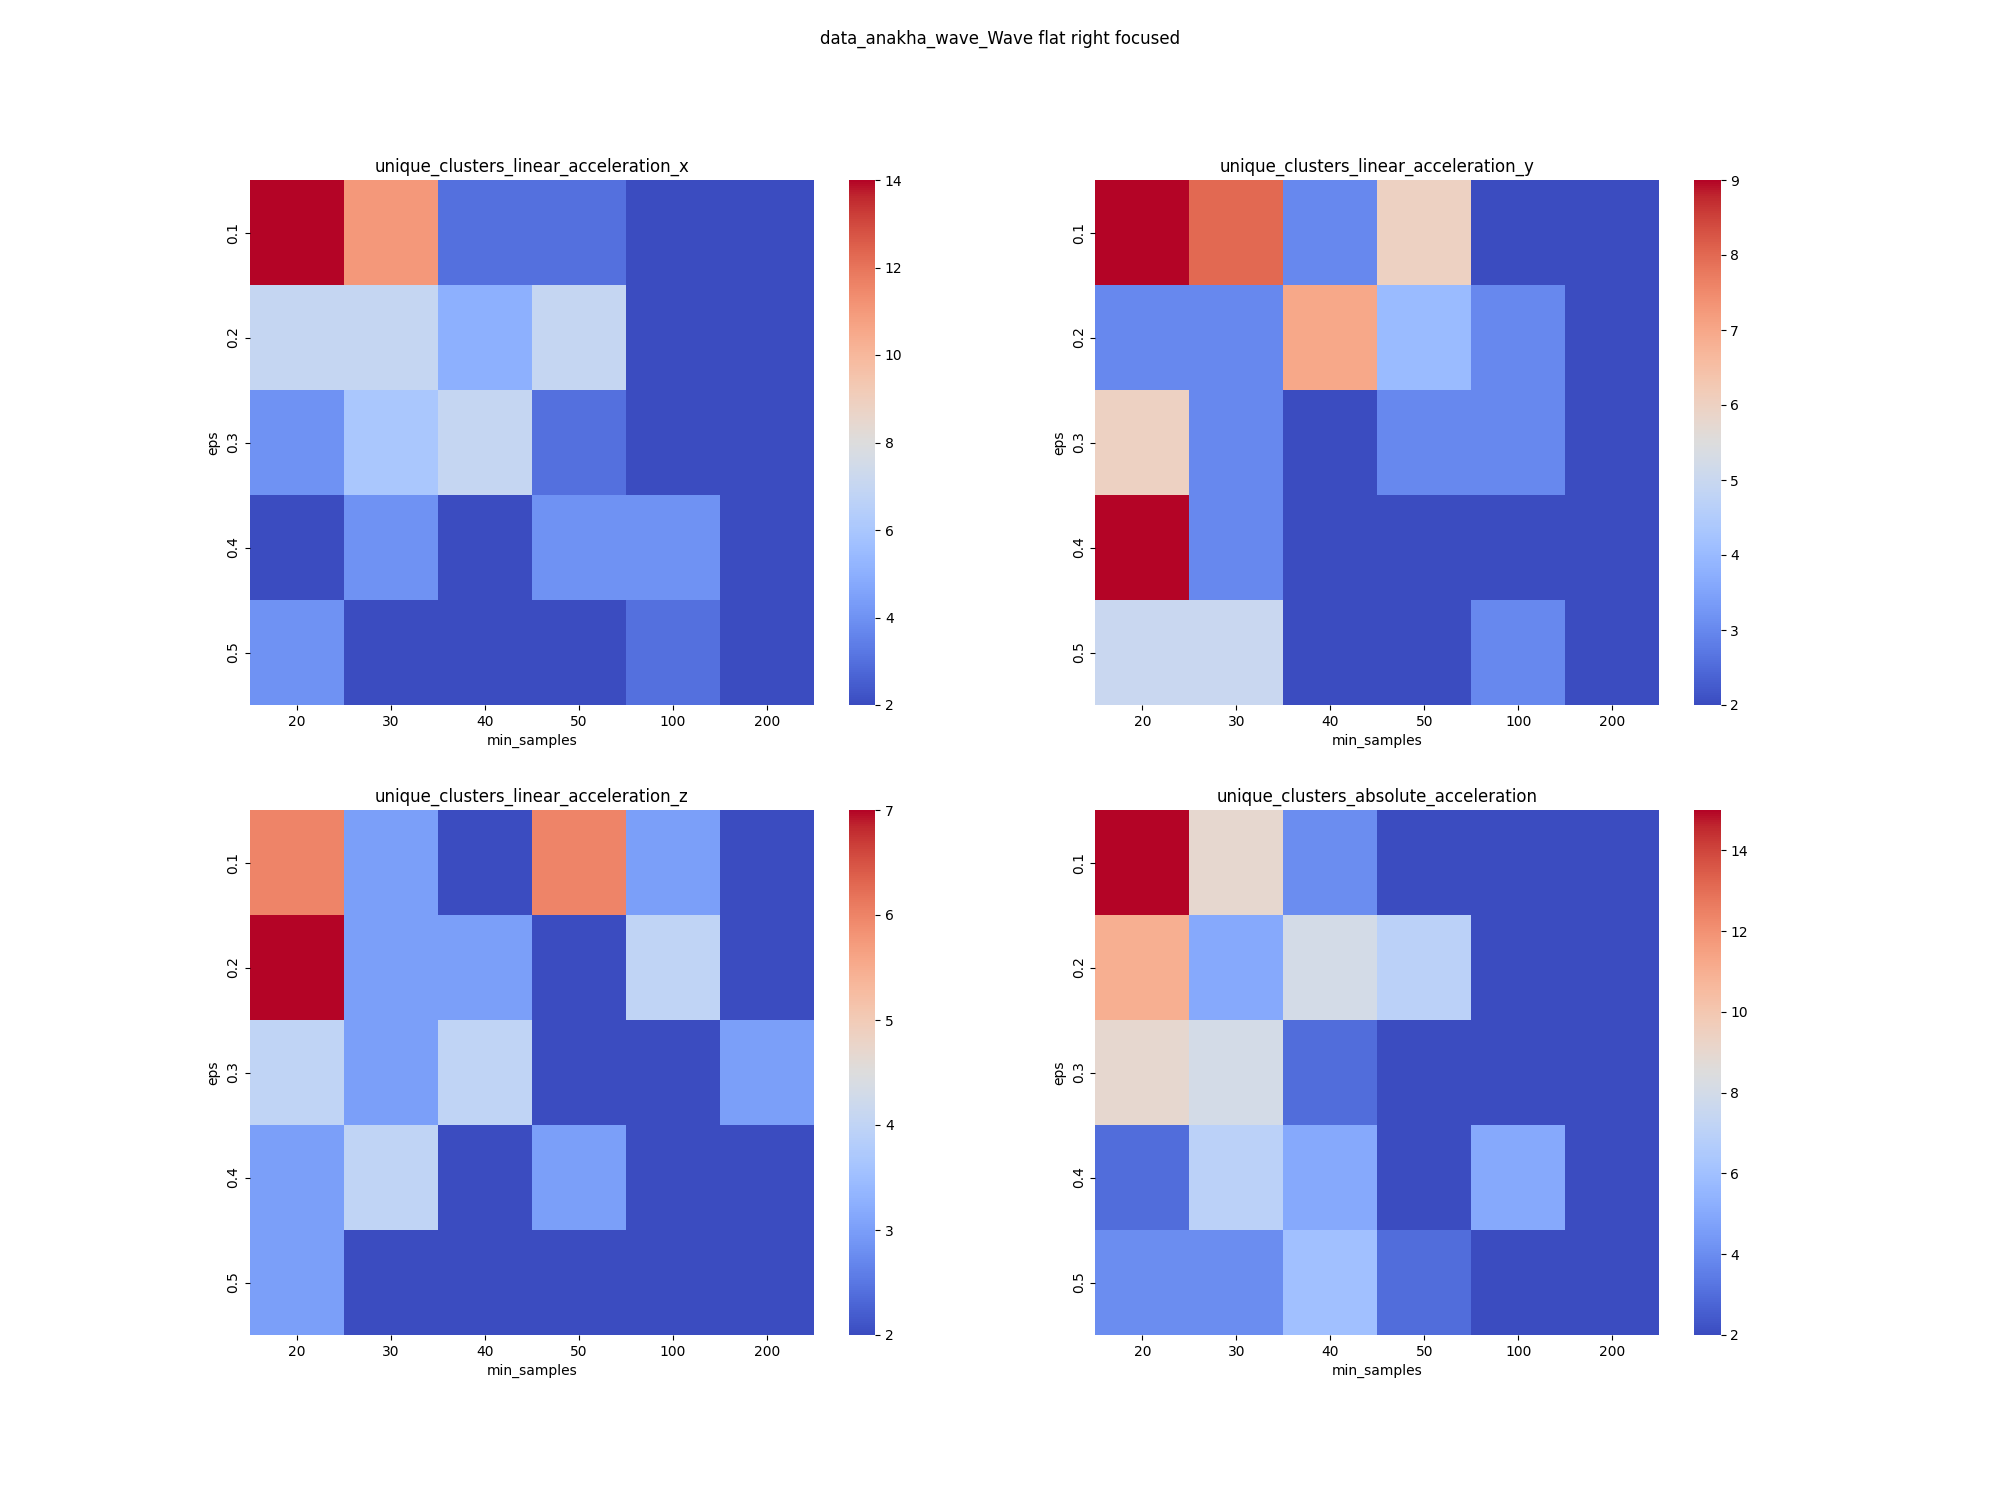 data_anakha_wave_Wave flat right focused
unique_clusters_linear_acceleration_x
eps
0.1
0.2
0.3
0.4
0.5
20 30 40 50 100 200
min_samples
14
12
10
8
6
4
2
unique_clusters_linear_acceleration_y
eps
0.1
0.2
0.3
0.4
0.5
20 30 40 50 100 200
min_samples
9
8
7
6
5
4
3
2
unique_clusters_linear_acceleration_z
eps
0.1
0.2
0.3
0.4
0.5
20 30 40 50 100 200
min_samples
7
6
5
4
3
2
unique_clusters_absolute_acceleration
eps
0.1
0.2
0.3
0.4
0.5
20 30 40 50 100 200
min_samples
14
12
10
8
6
4
2